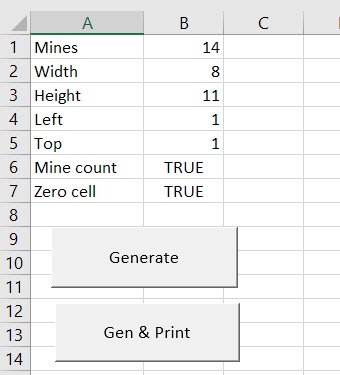 A B C
1 Mines 14
2 Width 8
3 Height 11
4 Left 1
5 Top 1
6 Mine count TRUE
7 Zero cell TRUE
8
9
Generate
10
11
12
13 Gen & Print
14